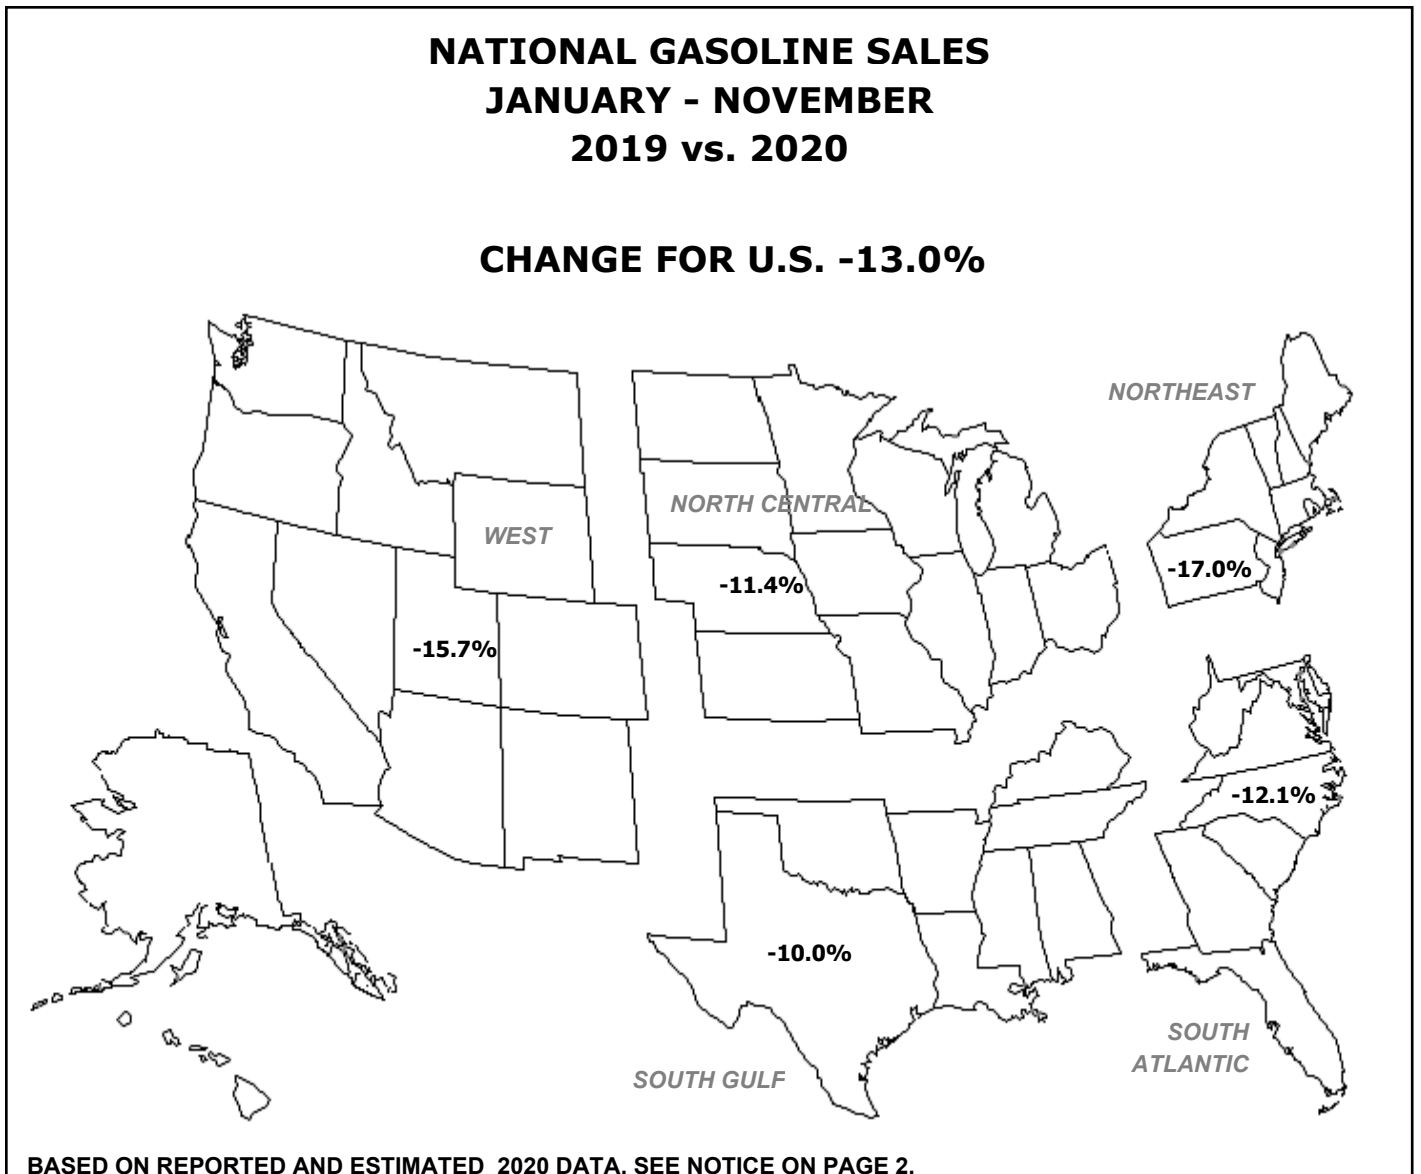 NATIONAL GASOLINE SALES
JANUARY - NOVEMBER
2019 vs. 2020
CHANGE FOR U.S. -13.0%
NORTHEAST
NORTH CENTRAL
WEST
-17.0%
-11.4%
-15.7%
-12.1%
-10.0%
SOUTH
ATLANTIC
SOUTH GULF
BASED ON REPORTED AND ESTIMATED 2020 DATA. SEE NOTICE ON PAGE 2.